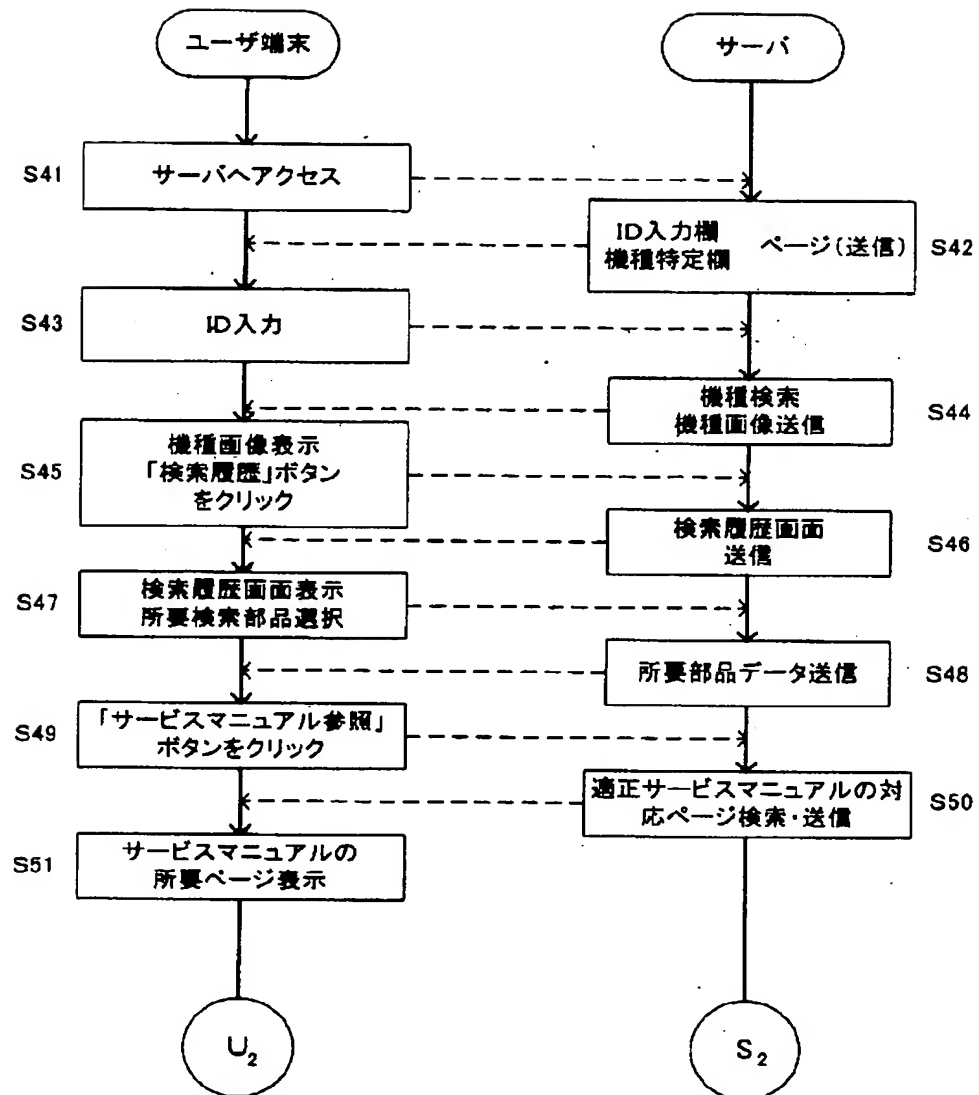 ユーザ端末
サーバ
S41
サーバへアクセス
ID入力欄
機種特定欄
ページ(送信)
S42
S43
ID入力
機種検索
機種画像送信
S44
S45
機種画像表示
「検索履歴」ボタン
をクリック
検索履歴画面
送信
S46
S47
検索履歴画面表示
所要検索部品選択
所要部品データ送信
S48
S49
「サービスマニュアル参照」
ボタンをクリック
適正サービスマニュアルの対
応ページ検索・送信
S50
S51
サービスマニュアルの
所要ページ表示
U₂
S₂